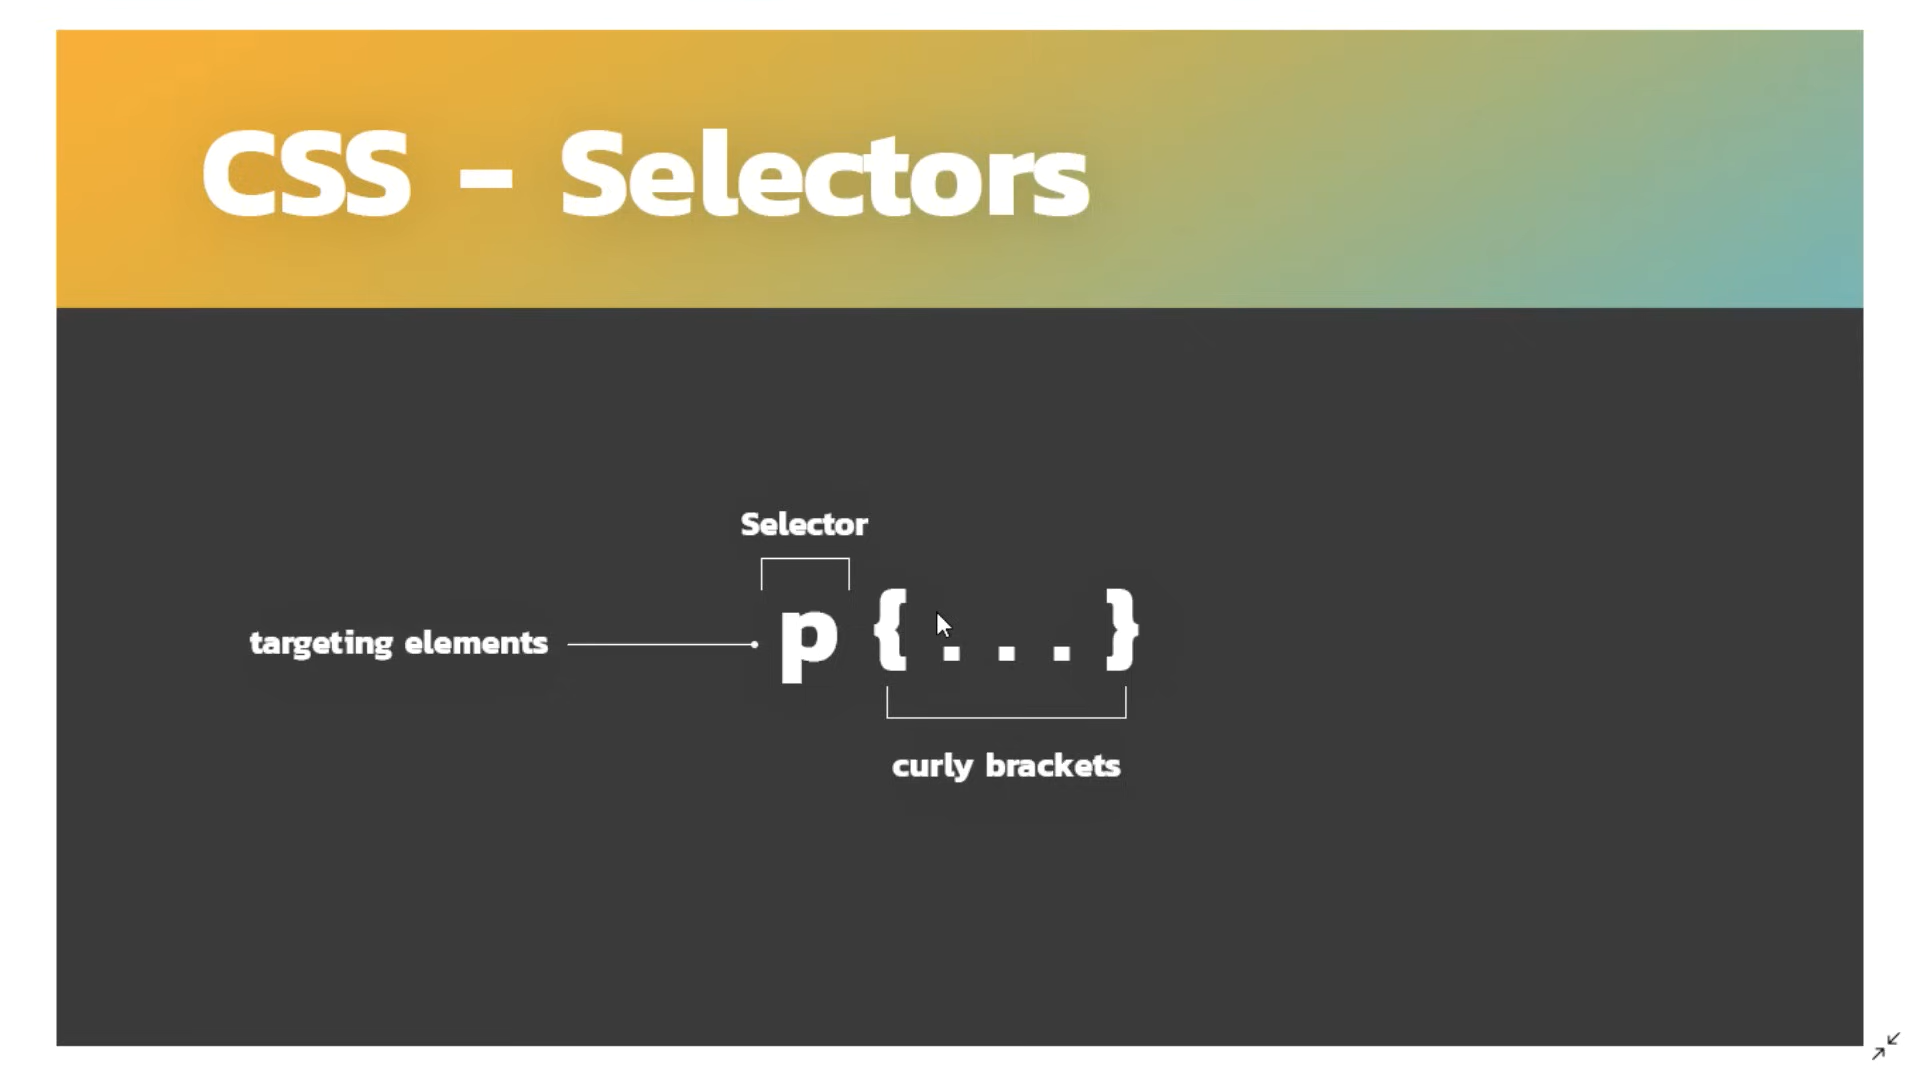 CSS - Selectors
Selector
targeting elements
p { . . . }
curly brackets